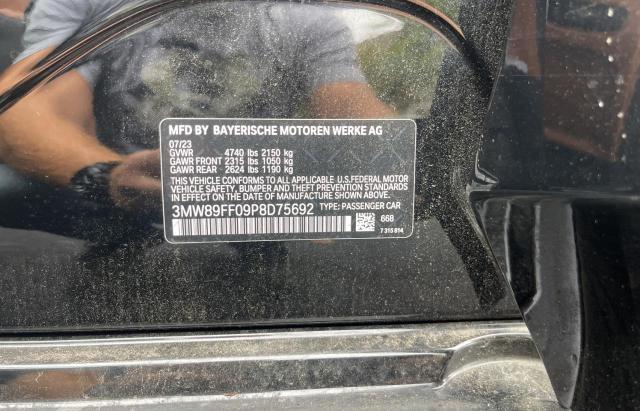 MFD BY BAYERISCHE MOTOREN WERKE AG
07/23
GVWR 4740 lbs 2150 kg
GAWR FRONT 2315 lbs 1050 kg
GAWR REAR - 2624 lbs 1190 kg
THIS VEHICLE CONFORMS TO ALL APPLICABLE U.S.FEDERAL MOTOR
VEHICLE SAFETY, BUMPER AND THEFT PREVENTION STANDARDS
IN EFFECT ON THE DATE OF MANUFACTURE SHOWN ABOVE.
3MW89FF09P8D75692 TYPE: PASSENGER CAR
668
7 315 614